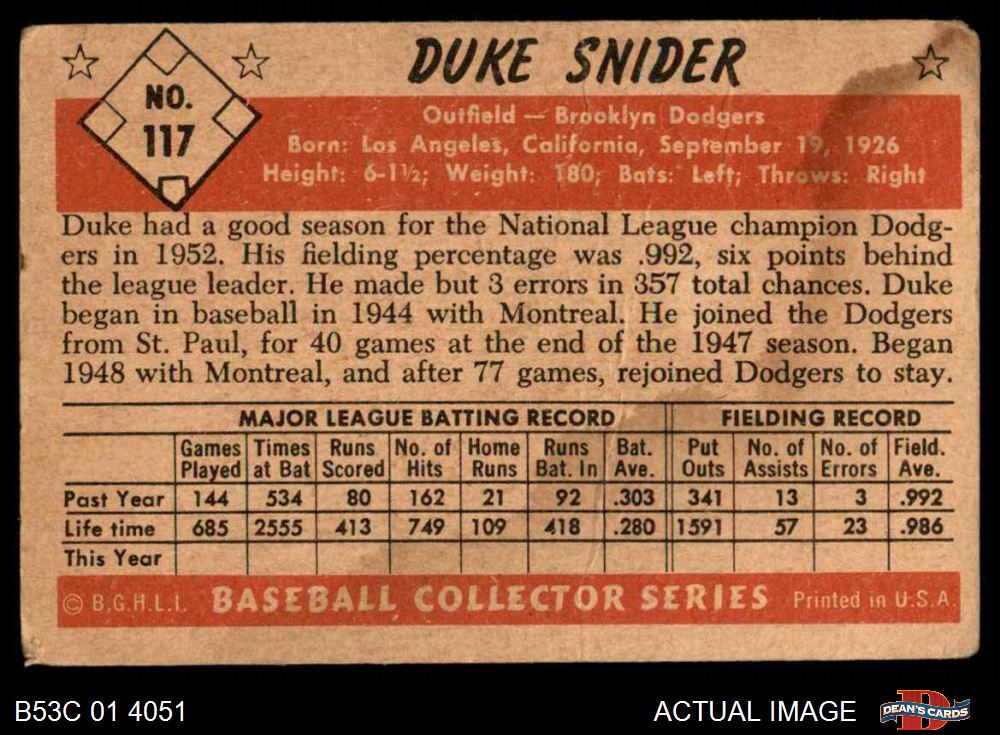 DUKE SNIDER
NO.
117
Outfield — Brooklyn Dodgers
Born: Los Angeles, California, September 19, 1926
Height: 6-1½; Weight: 180; Bats: Left; Throws: Right
Duke had a good season for the National League champion Dodg-
ers in 1952. His fielding percentage was .992, six points behind
the league leader. He made but 3 errors in 357 total chances. Duke
began in baseball in 1944 with Montreal. He joined the Dodgers
from St. Paul, for 40 games at the end of the 1947 season. Began
1948 with Montreal, and after 77 games, rejoined Dodgers to stay.
MAJOR LEAGUE BATTING RECORD FIELDING RECORD
Games Times Runs No. of Home Runs Bat. Put No. of No. of Field.
Played at Bat Scored Hits Runs Bat. In Ave. Outs Assists Errors Ave.
Past Year 144 534 80 162 21 92 .303 341 13 3 .992
Life time 685 2555 413 749 109 418 .280 1591 57 23 .986
This Year
© B.G.H.L.I. BASEBALL COLLECTOR SERIES Printed in U.S.A.
B53C 01 4051 ACTUAL IMAGE DEAN'S CARDS